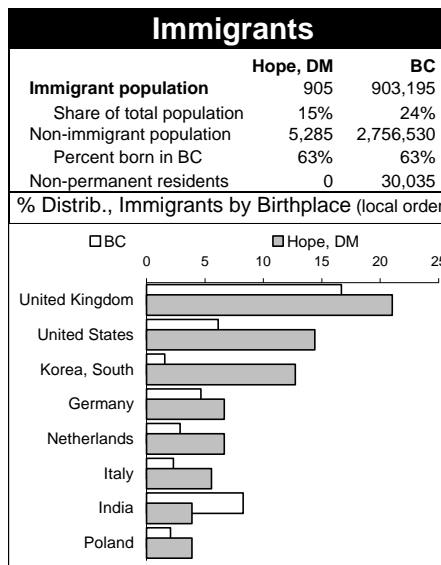 Immigrants
Hope, DM BC
Immigrant population 905 903,195
Share of total population 15% 24%
Non-immigrant population 5,285 2,756,530
Percent born in BC 63% 63%
Non-permanent residents 0 30,035
% Distrib., Immigrants by Birthplace (local order
BC Hope, DM
0 5 10 15 20 25
United Kingdom
United States
Korea, South
Germany
Netherlands
Italy
India
Poland